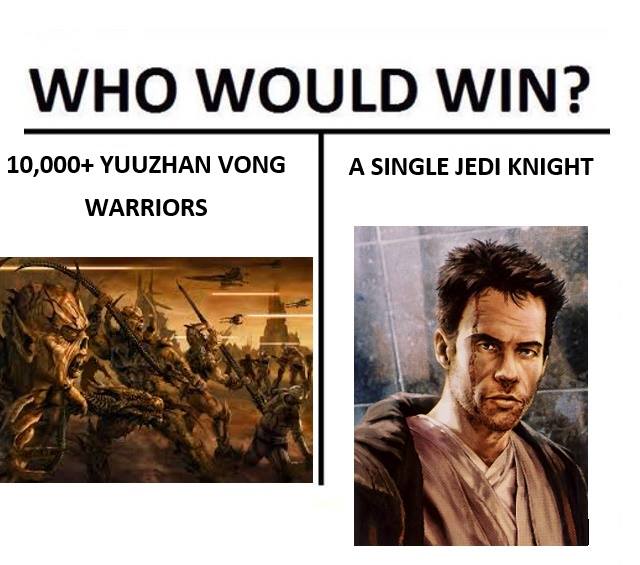 WHO WOULD WIN?
10,000+ YUUZHAN VONG
WARRIORS
A SINGLE JEDI KNIGHT